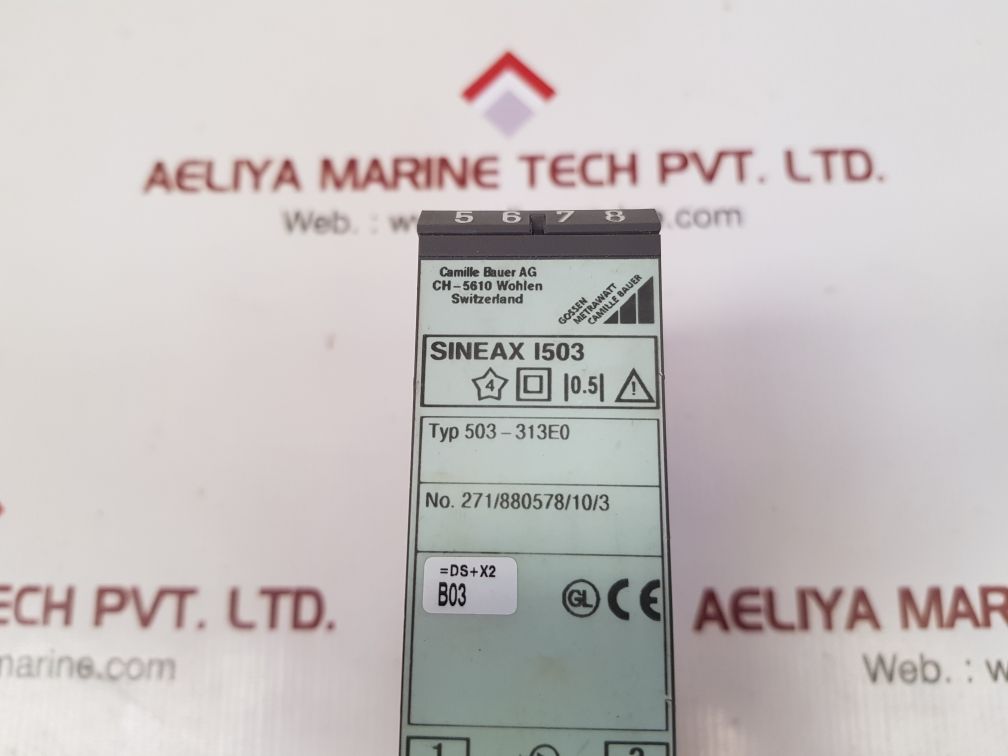 AELIYA MARINE TECH PVT. LTD.
Web. : .com
5 6 7 8
Camille Bauer AG
CH-5610 Wohlen
Switzerland
GOSSEN
METRAWATT
CAMILLE BAUER
SINEAX I503
4 |0.5| !
Typ 503-313E0
No. 271/880578/10/3
=DS+X2
B03
GL CE
ECH PVT. LTD.
marine.com
AELIYA MAR
Web. : w
1 2